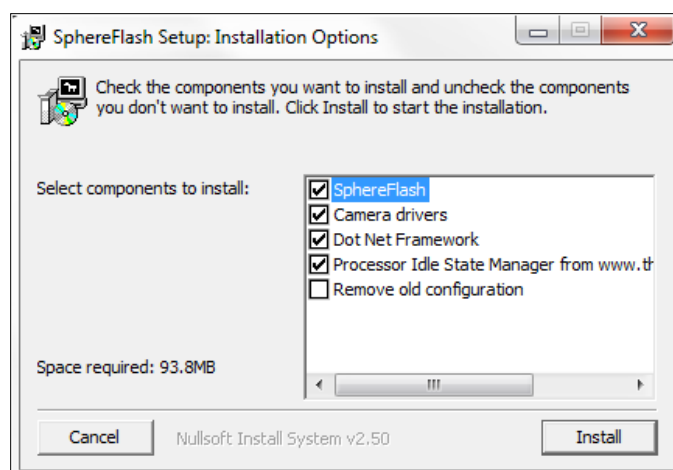 SphereFlash Setup: Installation Options
Check the components you want to install and uncheck the components
you don't want to install. Click Install to start the installation.
Select components to install:
SphereFlash
Camera drivers
Dot Net Framework
Processor Idle State Manager from www.th
Remove old configuration
Space required: 93.8MB
Cancel
Nullsoft Install System v2.50
Install